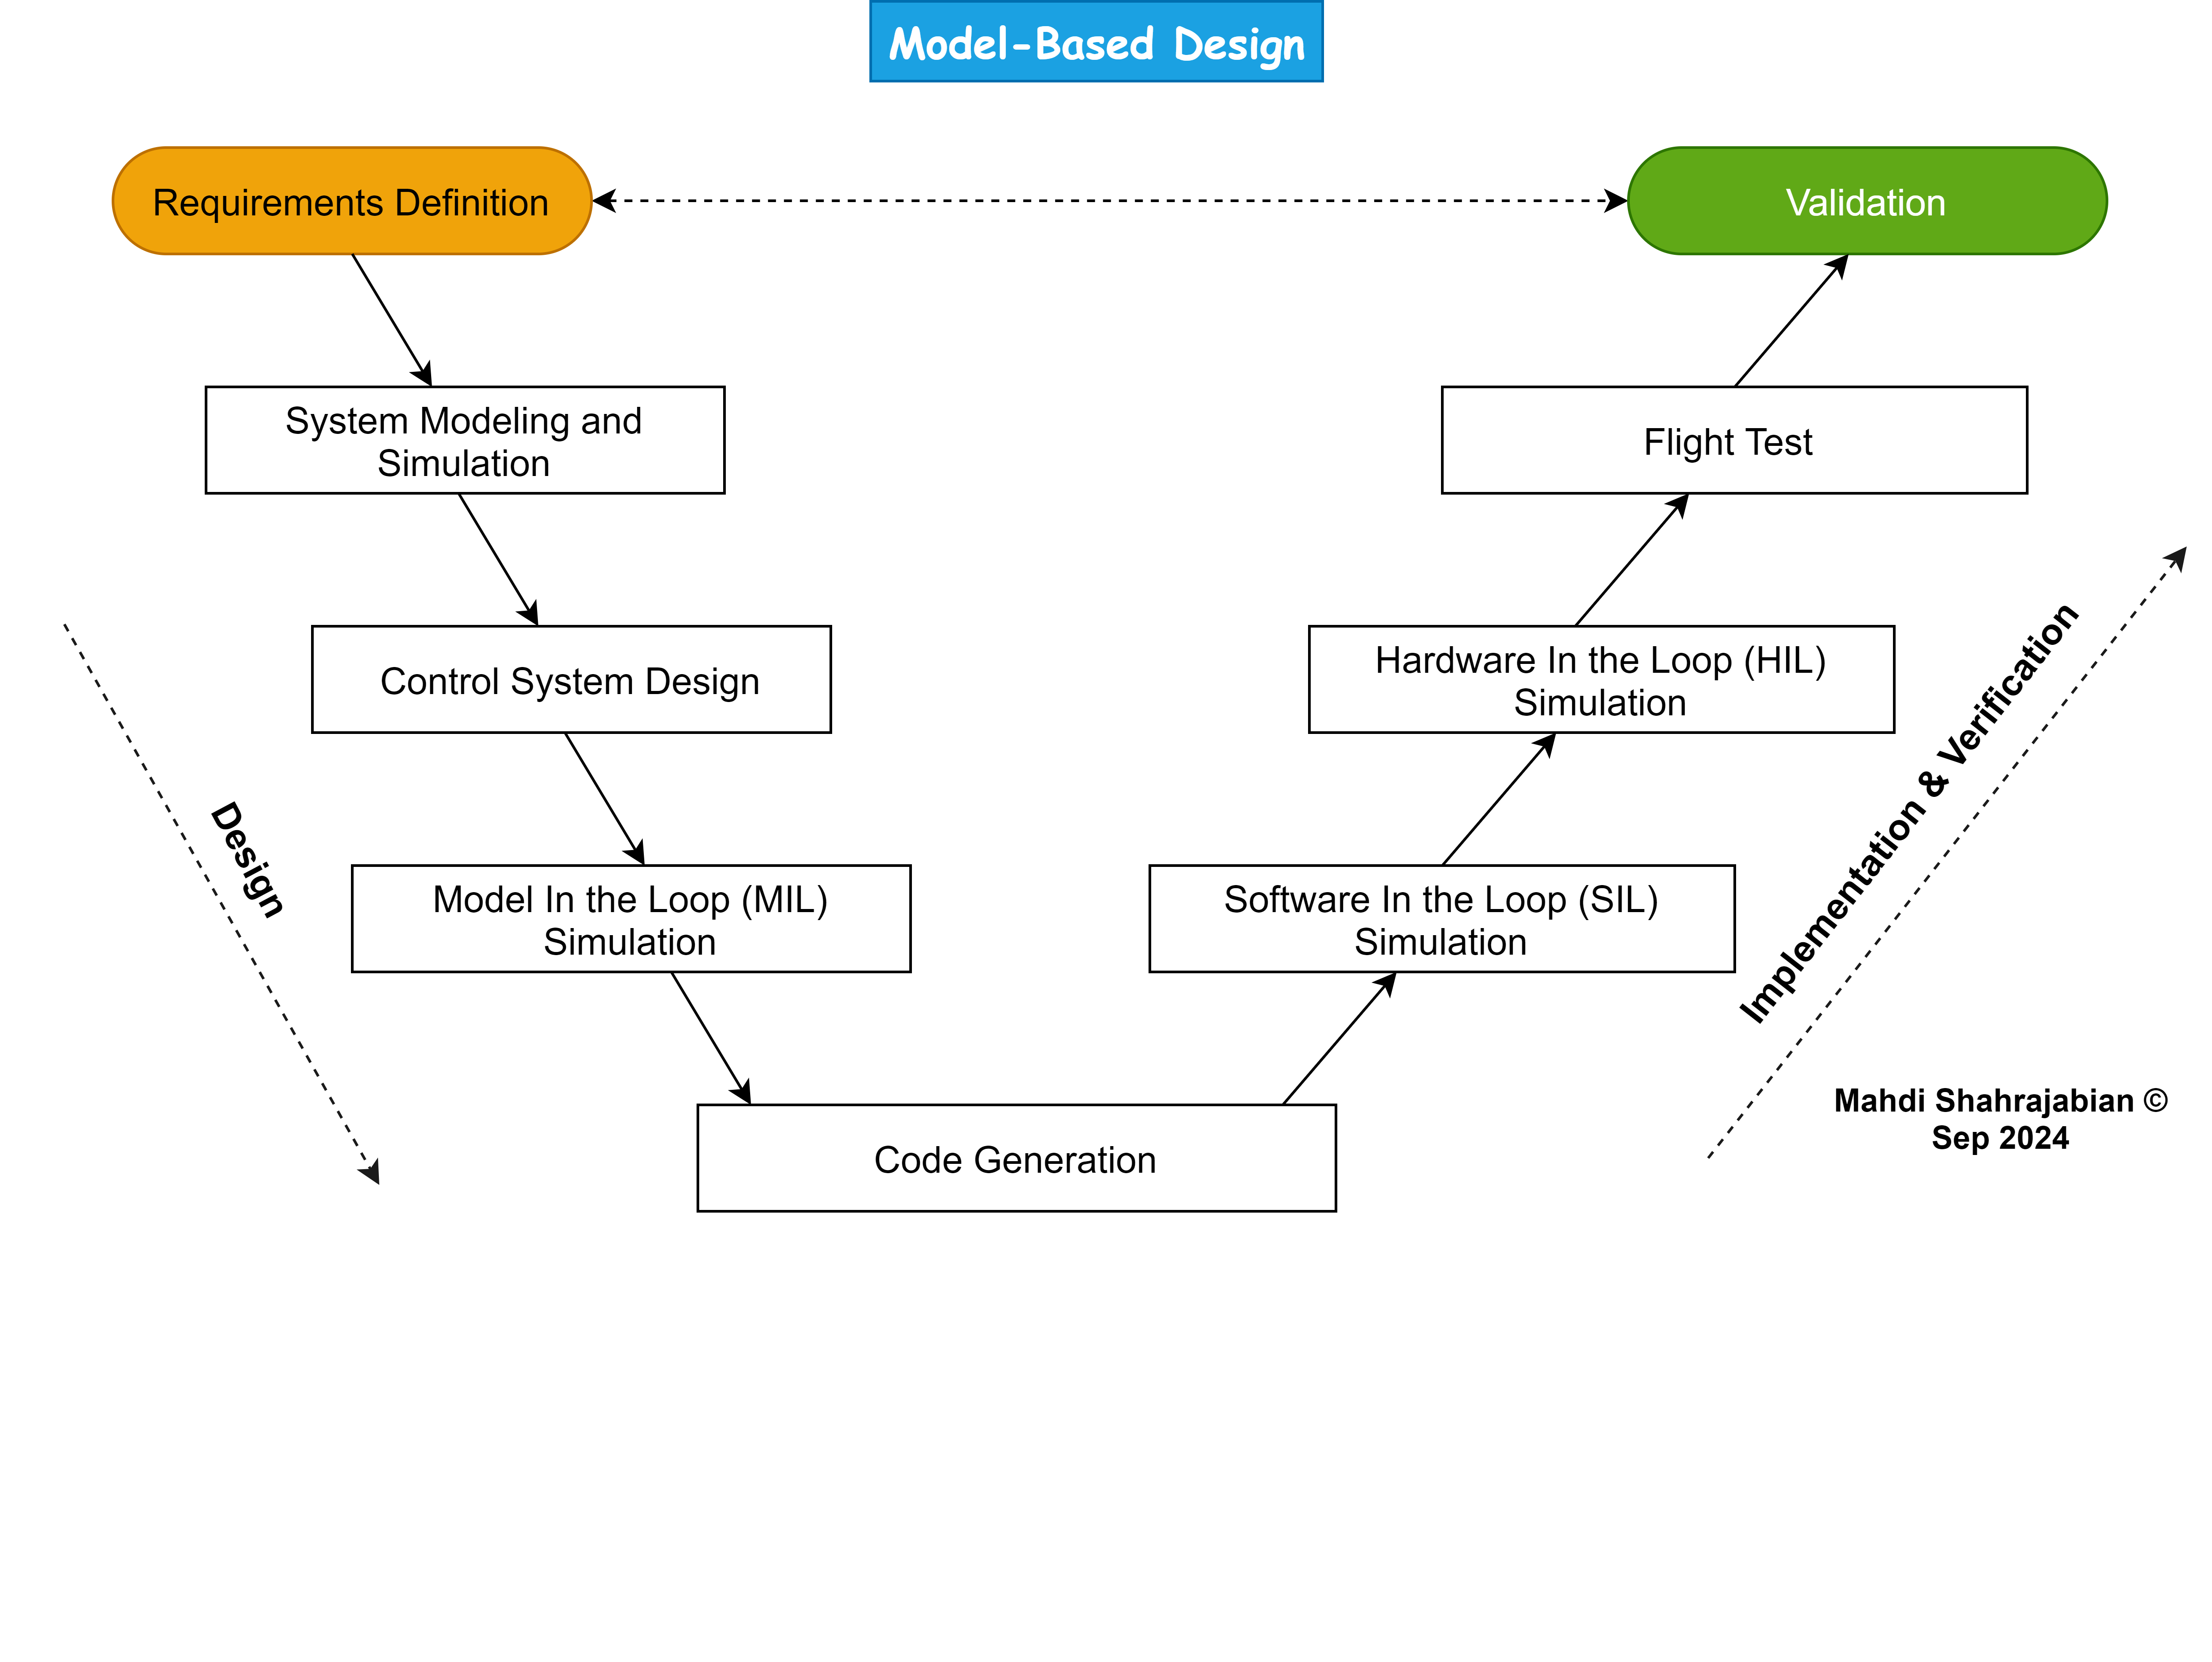 Model-Based Design
Requirements Definition
Validation
System Modeling and
Simulation
Flight Test
Control System Design
Hardware In the Loop (HIL)
Simulation
Design
Model In the Loop (MIL)
Simulation
Software In the Loop (SIL)
Simulation
Implementation & Verification
Code Generation
Mahdi Shahrajabian ©
Sep 2024